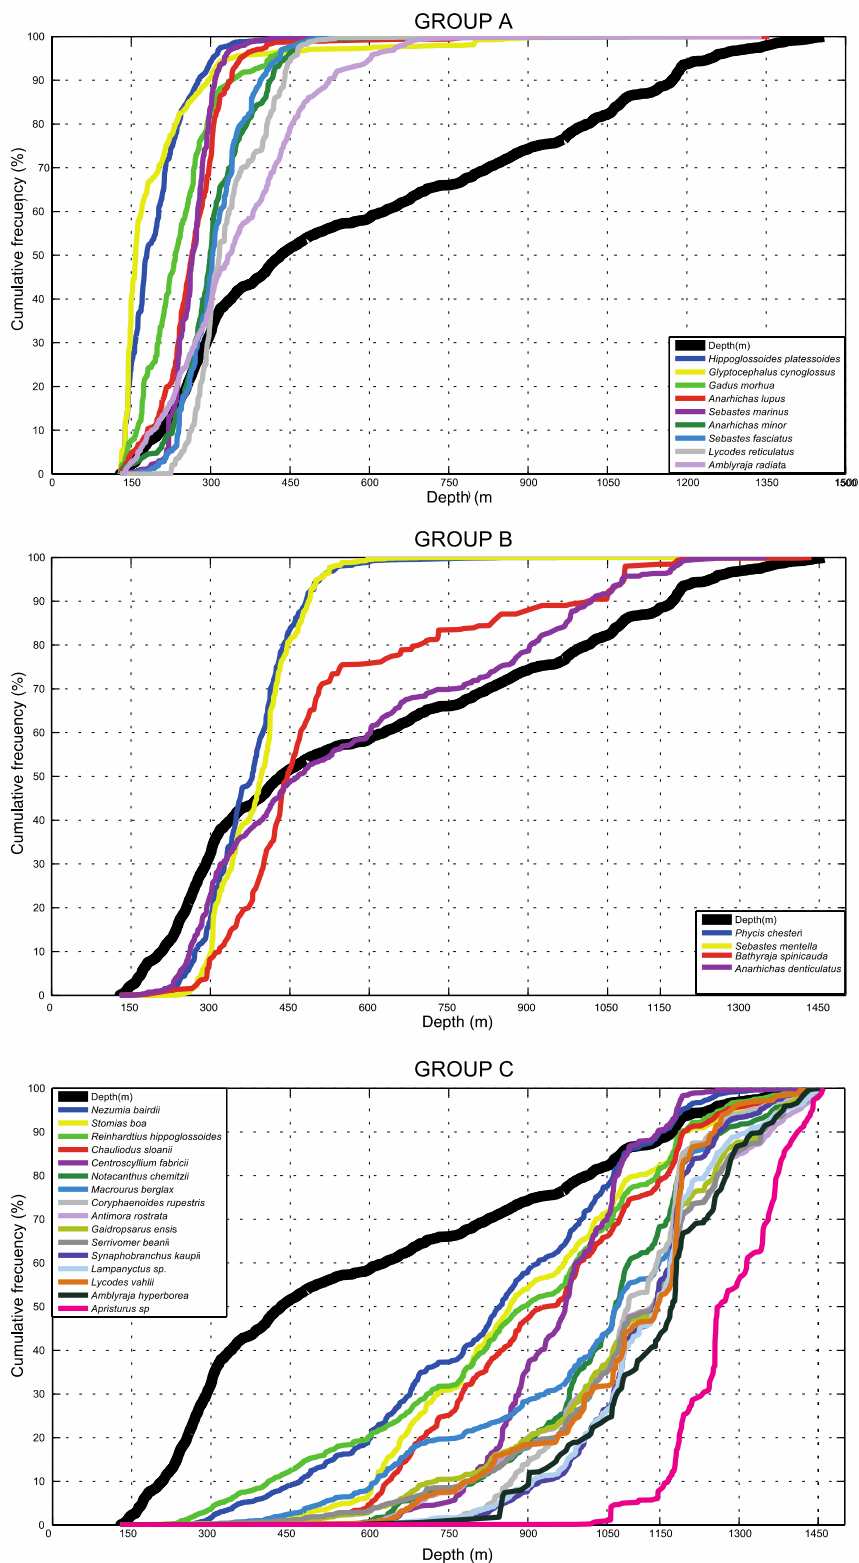 GROUP A
Cumulative frecuency (%)
100
90
80
70
60
50
40
30
20
10
0
0 150 300 450 600 750 900 1050 1200 1350 1500
Depth) (m
Depth(m)
Hippoglossoides platessoides
Glyptocephalus cynoglossus
Gadus morhua
Anarhichas lupus
Sebastes marinus
Anarhichas minor
Sebastes fasciatus
Lycodes reticulatus
Amblyraja radiata
GROUP B
Cumulative frecuency (%)
100
90
80
70
60
50
40
30
20
10
0
0 150 300 450 600 750 900 1050 1150 1300 1450
Depth (m)
Depth(m)
Phycis chesteri
Sebastes mentella
Bathyraja spinicauda
Anarhichas denticulatus
GROUP C
Cumulative frecuency (%)
100
90
80
70
60
50
40
30
20
10
0
0 150 300 450 600 750 900 1050 1150 1300 1450
Depth (m)
Depth(m)
Nezumia bairdii
Stomias boa
Reinhardtius hippoglossoides
Chauliodus sloanii
Centroscyllium fabricii
Notacanthus chemitzii
Macrourus berglax
Coryphaenoides rupestris
Antimora rostrata
Gaidropsarus ensis
Serrivomer beanii
Synaphobranchus kaupii
Lampanyctus sp.
Lycodes vahlii
Amblyraja hyperborea
Apristurus sp